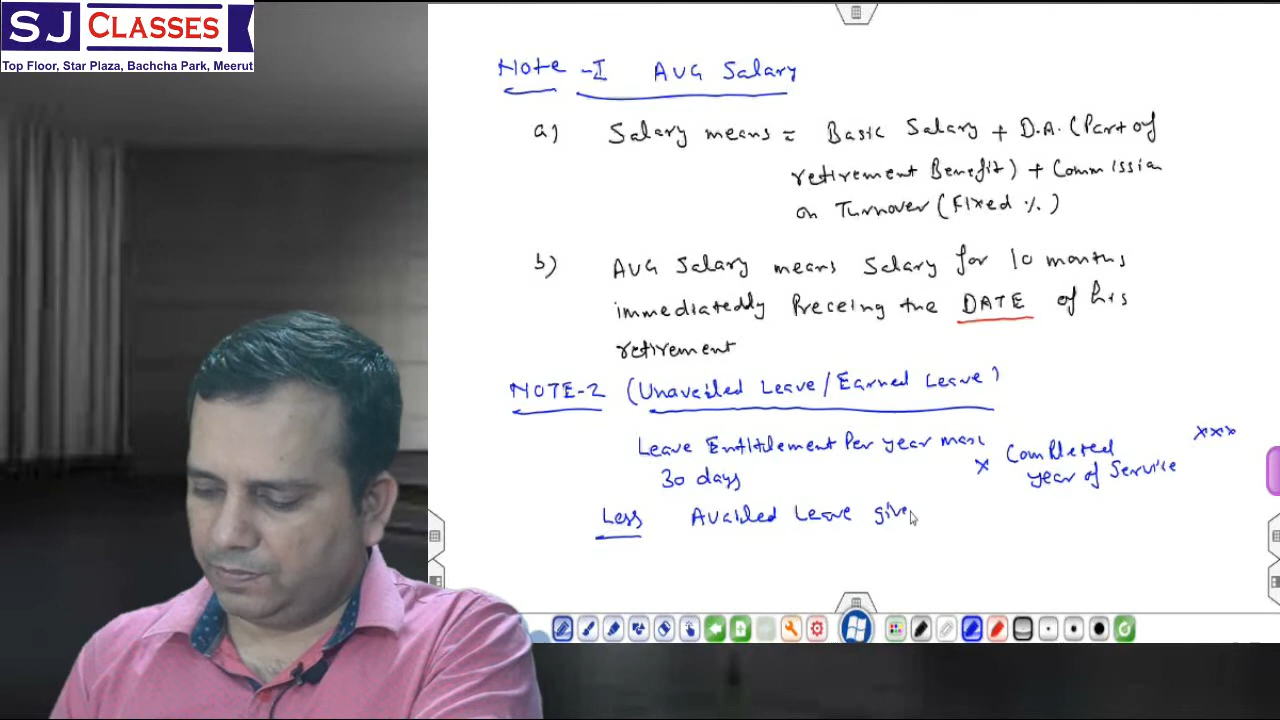 SJ CLASSES
Top Floor, Star Plaza, Bachcha Park, Meerut
Note -I AVG Salary
a) Salary means = Basic Salary + D.A. (Part of
retirement Benefit) + Commission
on Turnover (Fixed %)
b) AVG Salary means Salary for 10 months
immediatedly Preceing the DATE of his
retirement
NOTE-2 (Unavailed Leave/Earned Leave)
Leave Entitlement Per year max
30 days × Completed year of Service xxx
Less Availed Leave give